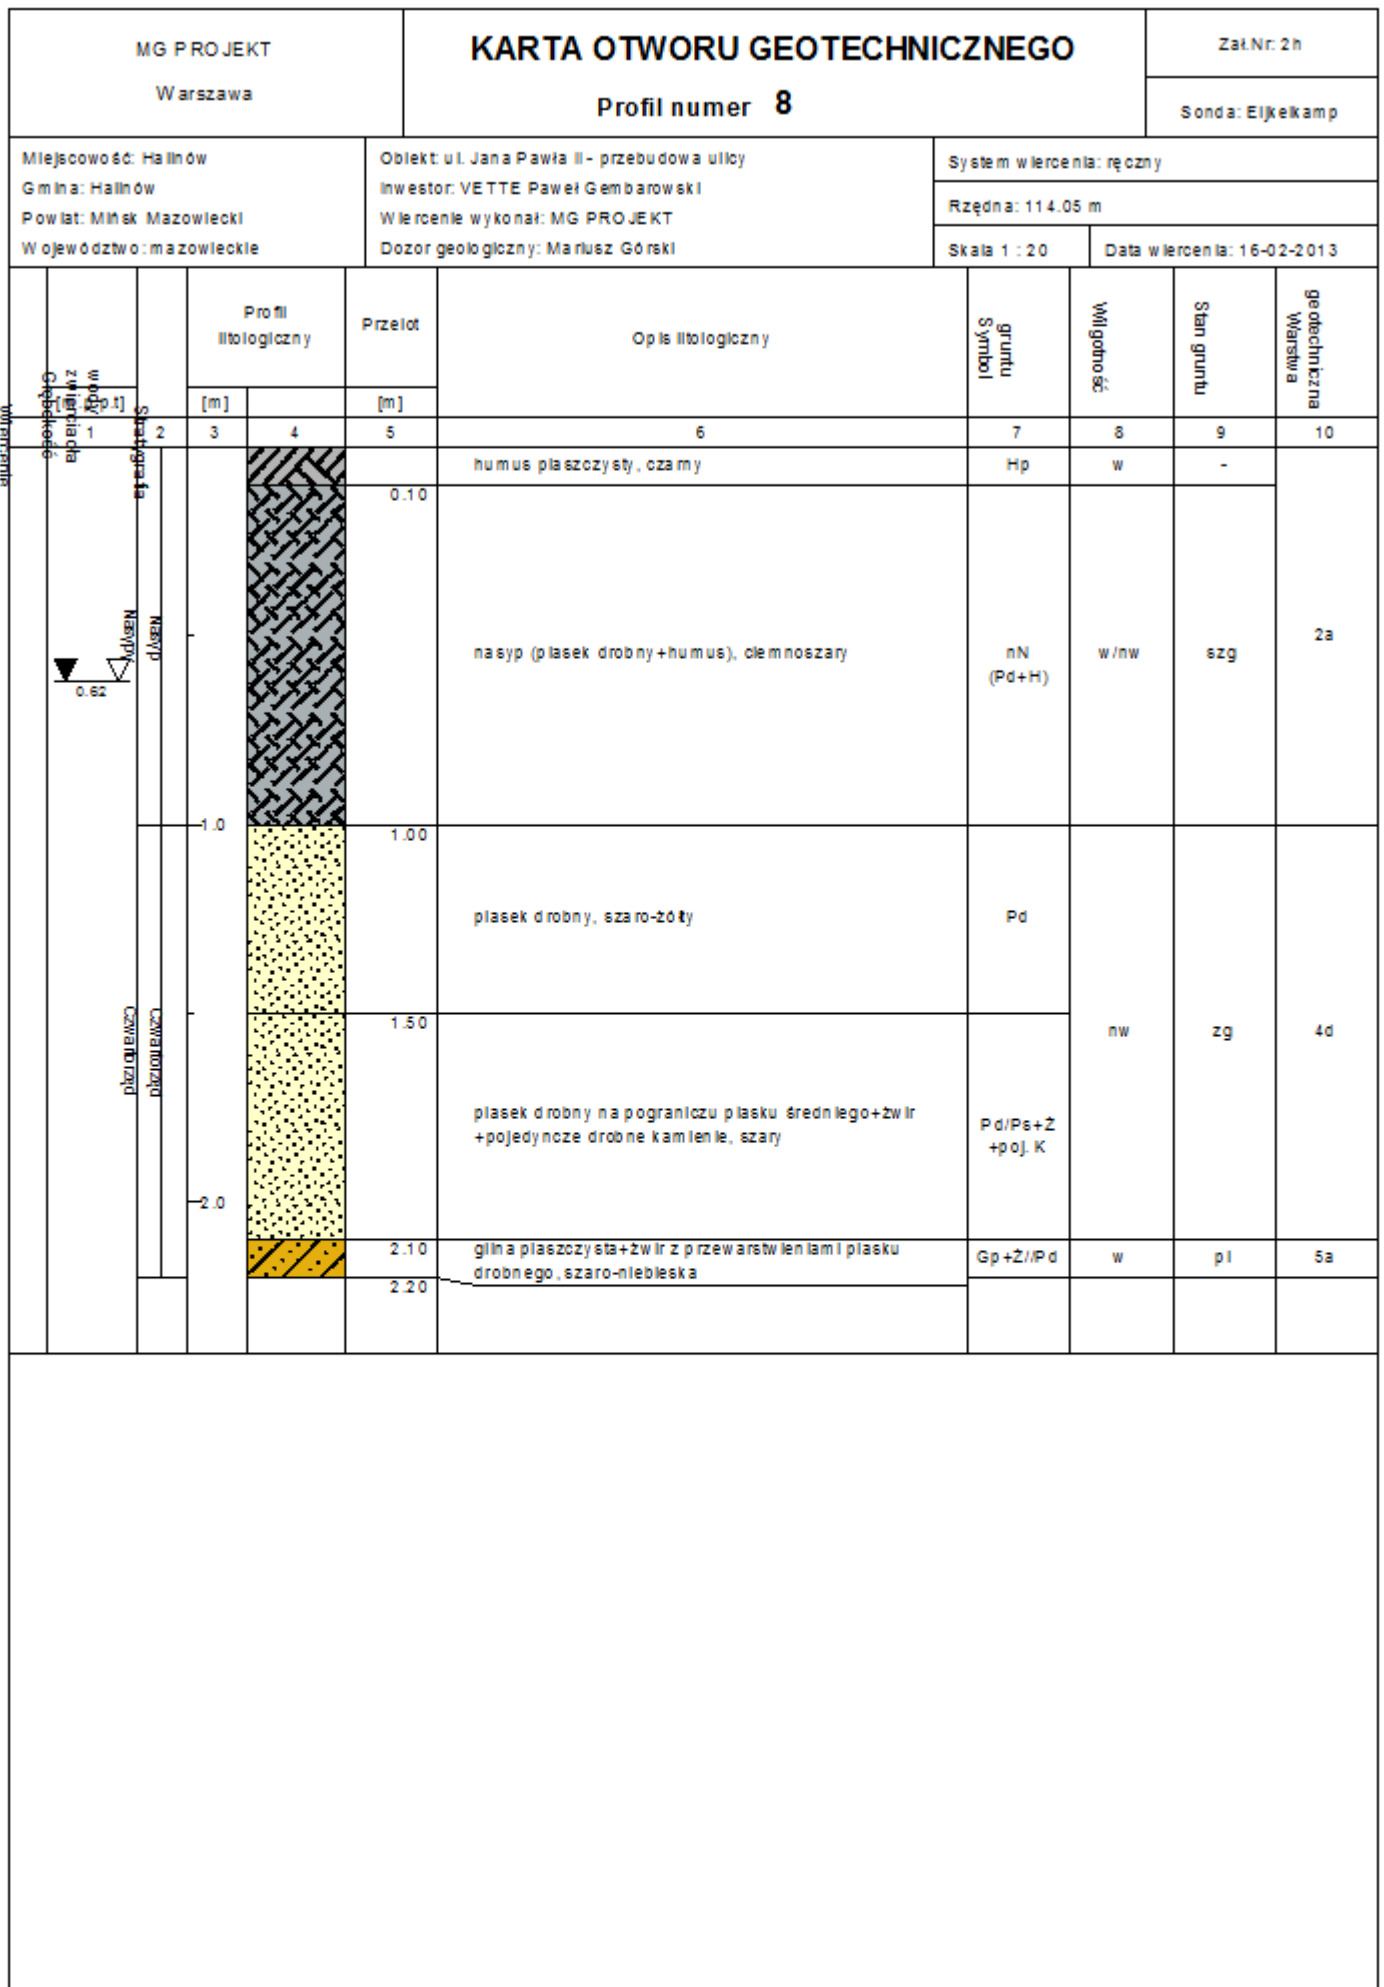 MG PROJEKT
Warszawa
KARTA OTWORU GEOTECHNICZNEGO
Profil numer 8
Zał.Nr: 2h
Sonda: Eijkelkamp
Miejscowość: Halinów
Gmina: Halinów
Powiat: Mińsk Mazowiecki
Województwo: mazowieckie
Obiekt: ul. Jana Pawła II - przebudowa ulicy
Inwestor: VETTE Paweł Gembarowski
Wiercenie wykonał: MG PROJEKT
Dozor geologiczny: Mariusz Górski
System wiercenia: ręczny
Rzędna: 114.05 m
Skala 1 : 20
Data wiercenia: 16-02-2013
Wiercenie
Głębokość
zwierciadła
wody
[m.p.p.t]
Stratygrafia
Profil
litologiczny
[m]
Przelot
[m]
Opis litologiczny
Symbol
gruntu
Wilgotność
Stan gruntu
Warstwa
geotechniczna
1 2 3 4 5 6 7 8 9 10
humus piaszczysty, czarny Hp w -
0.10
Nasypy
Nasyp
0.62
nasyp (piasek drobny+humus), ciemnoszary nN w/nw szg 2a
(Pd+H)
1.0 1.00
piasek drobny, szaro-żółty Pd
1.50
Czwartorzęd
Czwartorzęd
nw zg 4d
piasek drobny na pograniczu piasku średniego+żwir
+pojedyncze drobne kamienie, szary
Pd/Ps+Ż
+poj. K
2.0
2.10
glina piaszczysta+żwir z przewarstwieniami piasku
drobnego, szaro-niebieska
Gp+Ż//Pd w pl 5a
2.20